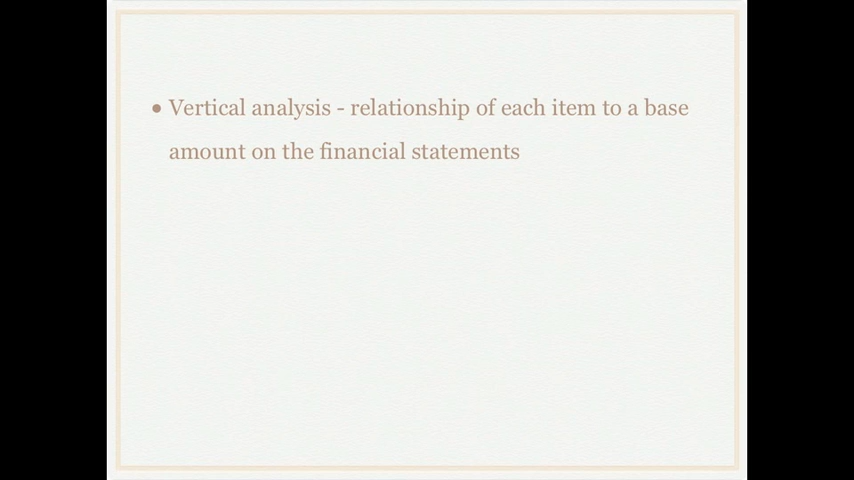 • Vertical analysis - relationship of each item to a base
amount on the financial statements